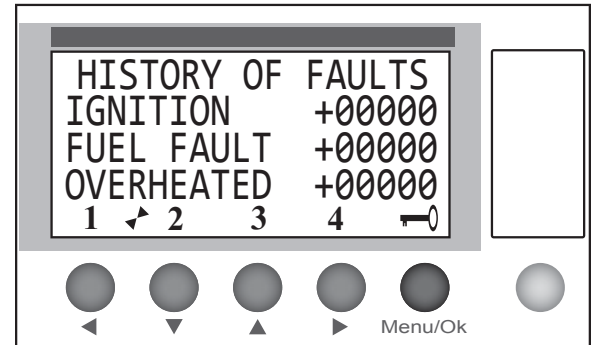 HISTORY OF FAULTS
IGNITION +00000
FUEL FAULT +00000
OVERHEATED +00000
1 2 3 4
Menu/Ok